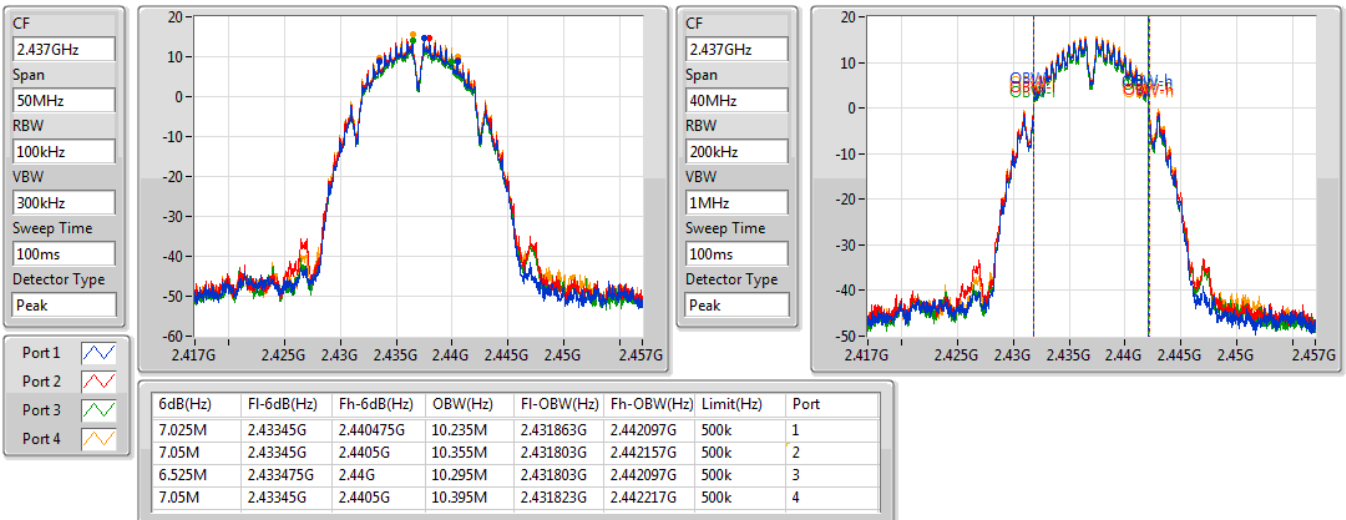 CF
2.437GHz
Span
50MHz
RBW
100kHz
VBW
300kHz
Sweep Time
100ms
Detector Type
Peak
20
10
0
-10
-20
-30
-40
-50
-60
2.417G 2.425G 2.43G 2.435G 2.44G 2.445G 2.45G 2.457G
CF
2.437GHz
Span
40MHz
RBW
200kHz
VBW
1MHz
Sweep Time
100ms
Detector Type
Peak
20
10
0
-10
-20
-30
-40
-50
OBW-h
2.417G 2.425G 2.43G 2.435G 2.44G 2.445G 2.45G 2.457G
Port 1
Port 2
Port 3
Port 4
6dB(Hz) Fl-6dB(Hz) Fh-6dB(Hz) OBW(Hz) Fl-OBW(Hz) Fh-OBW(Hz) Limit(Hz) Port
7.025M 2.43345G 2.440475G 10.235M 2.431863G 2.442097G 500k 1
7.05M 2.43345G 2.4405G 10.355M 2.431803G 2.442157G 500k 2
6.525M 2.433475G 2.44G 10.295M 2.431803G 2.442097G 500k 3
7.05M 2.43345G 2.4405G 10.395M 2.431823G 2.442217G 500k 4